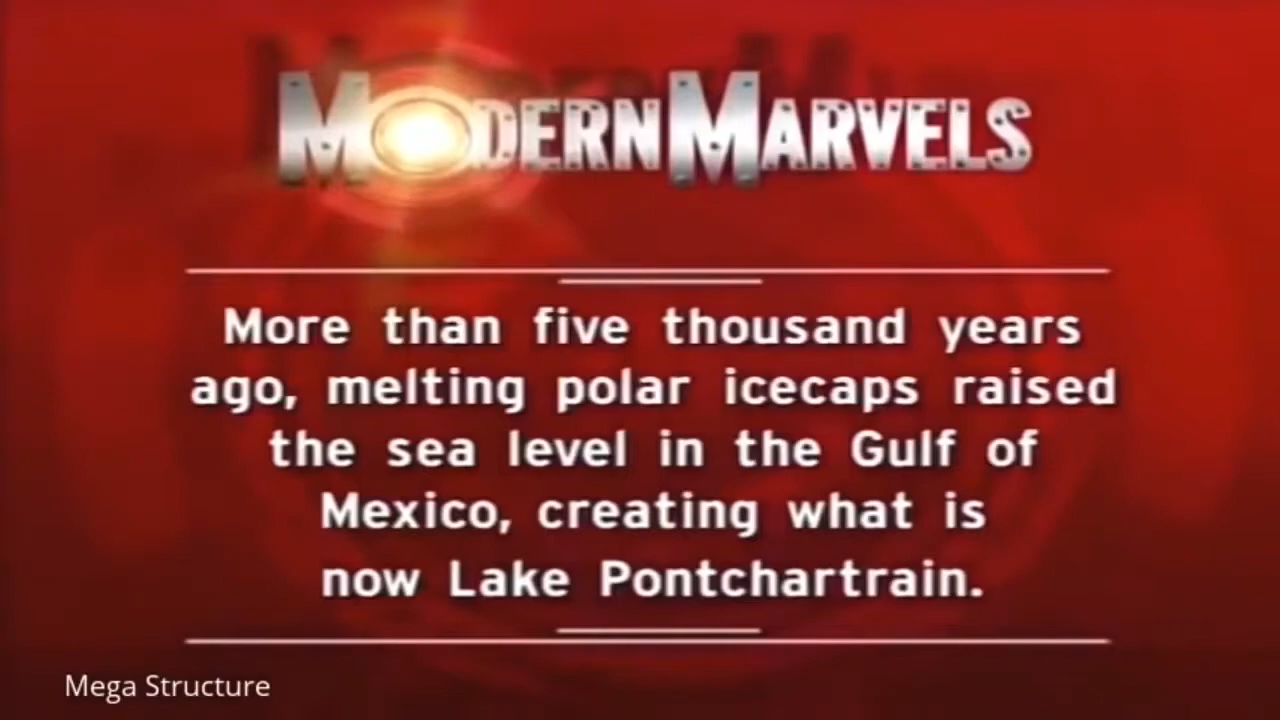 MODERN MARVELS
More than five thousand years
ago, melting polar icecaps raised
the sea level in the Gulf of
Mexico, creating what is
now Lake Pontchartrain.
Mega Structure